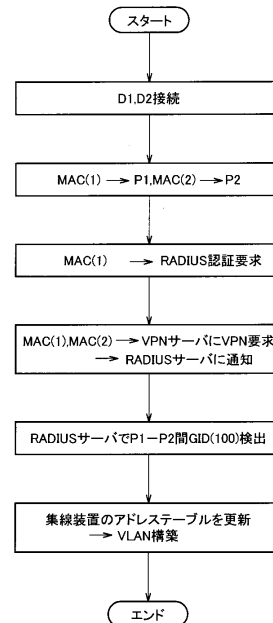 スタート
D1,D2接続
MAC(1) → P1,MAC(2) → P2
MAC(1) → RADIUS認証要求
MAC(1),MAC(2) → VPNサーバにVPN要求
→ RADIUSサーバに通知
RADIUSサーバでP1－P2間GID(100)検出
集線装置のアドレステーブルを更新
→ VLAN構築
エンド